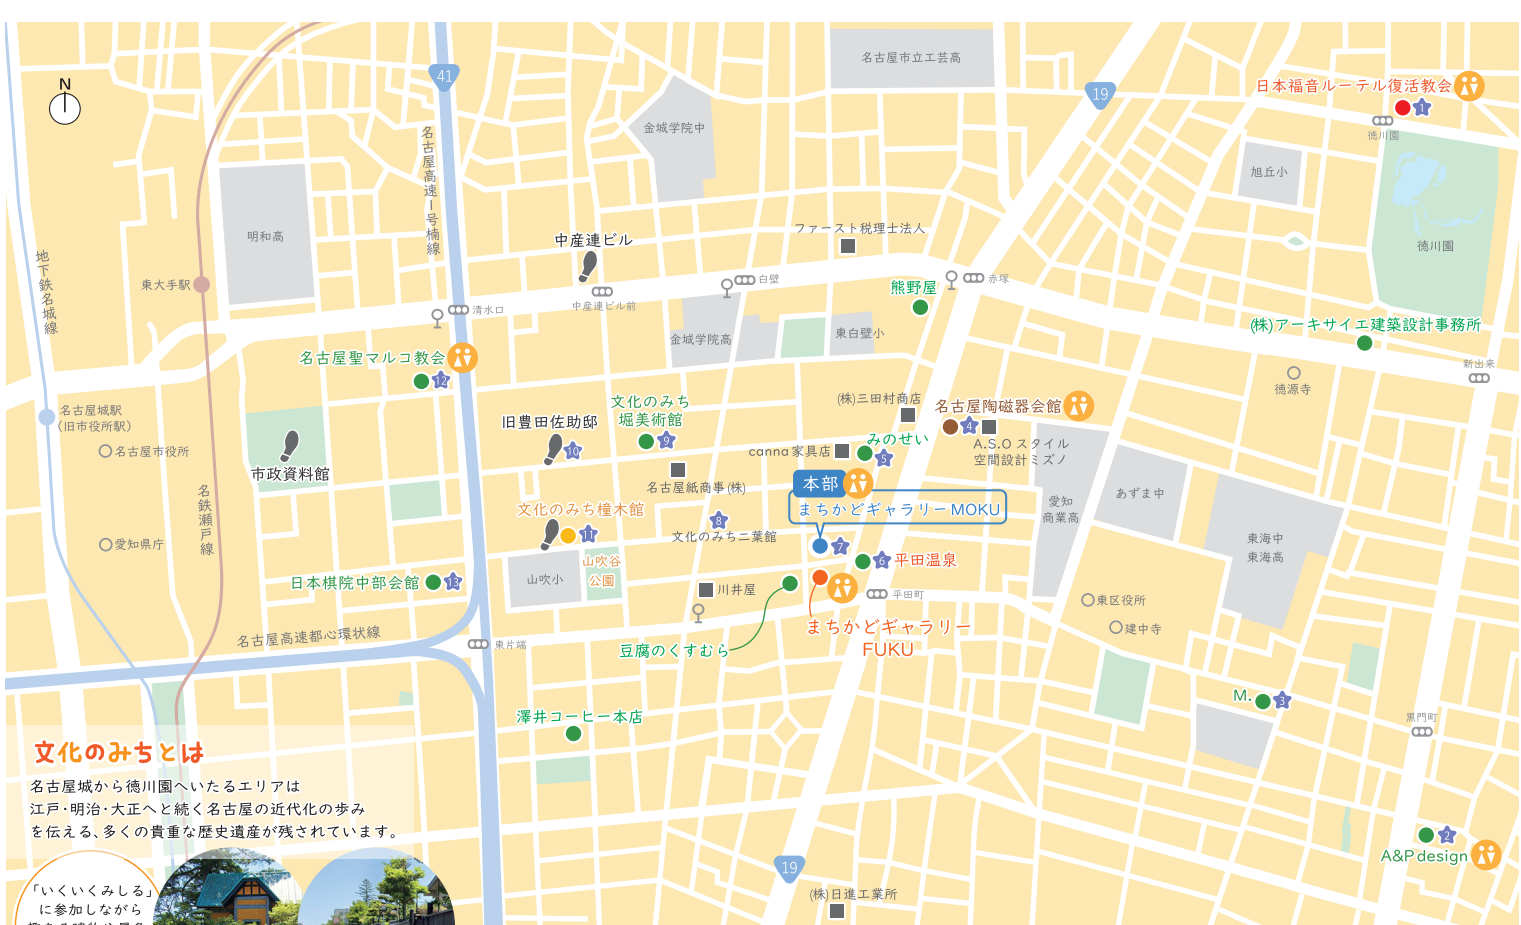 名古屋市立工芸高
41
N
19
日本福音ルーテル復活教会
1
徳川園
金城学院中
名古屋高速1号楠線
旭丘小
明和高
ファースト税理士法人
中産連ビル
徳川園
地下鉄名城線
東大手駅
白壁
赤塚
熊野屋
中産連ビル前
清水口
(株)アーキサイエ建築設計事務所
金城学院高
東白壁小
名古屋聖マルコ教会
12
新出来
徳源寺
文化のみち
堀美術館
9
(株)三田村商店
名古屋陶磁器会館
4
名古屋城駅
(旧市役所駅)
旧豊田佐助邸
10
みのせい
5
A.S.O スタイル
空間設計ミズノ
名古屋市役所
canna家具店
市政資料館
本部
名古屋紙商事(株)
あずま中
愛知
商業高
文化のみち橦木館
11
まちかどギャラリーMOKU
8
文化のみち二葉館
名鉄瀬戸線
愛知県庁
7
東海中
東海高
山吹谷
公園
6
平田温泉
山吹小
日本棋院中部会館
13
川井屋
平田町
東区役所
まちかどギャラリー
FUKU
建中寺
名古屋高速都心環状線
東片端
豆腐のくすむら
M.
3
澤井コーヒー本店
黒門町
文化のみちとは
名古屋城から徳川園へいたるエリアは
江戸・明治・大正へと続く名古屋の近代化の歩み
を伝える、多くの貴重な歴史遺産が残されています。
2
A&P design
19
「いくいくみしる」
に参加しながら
(株)日進工業所